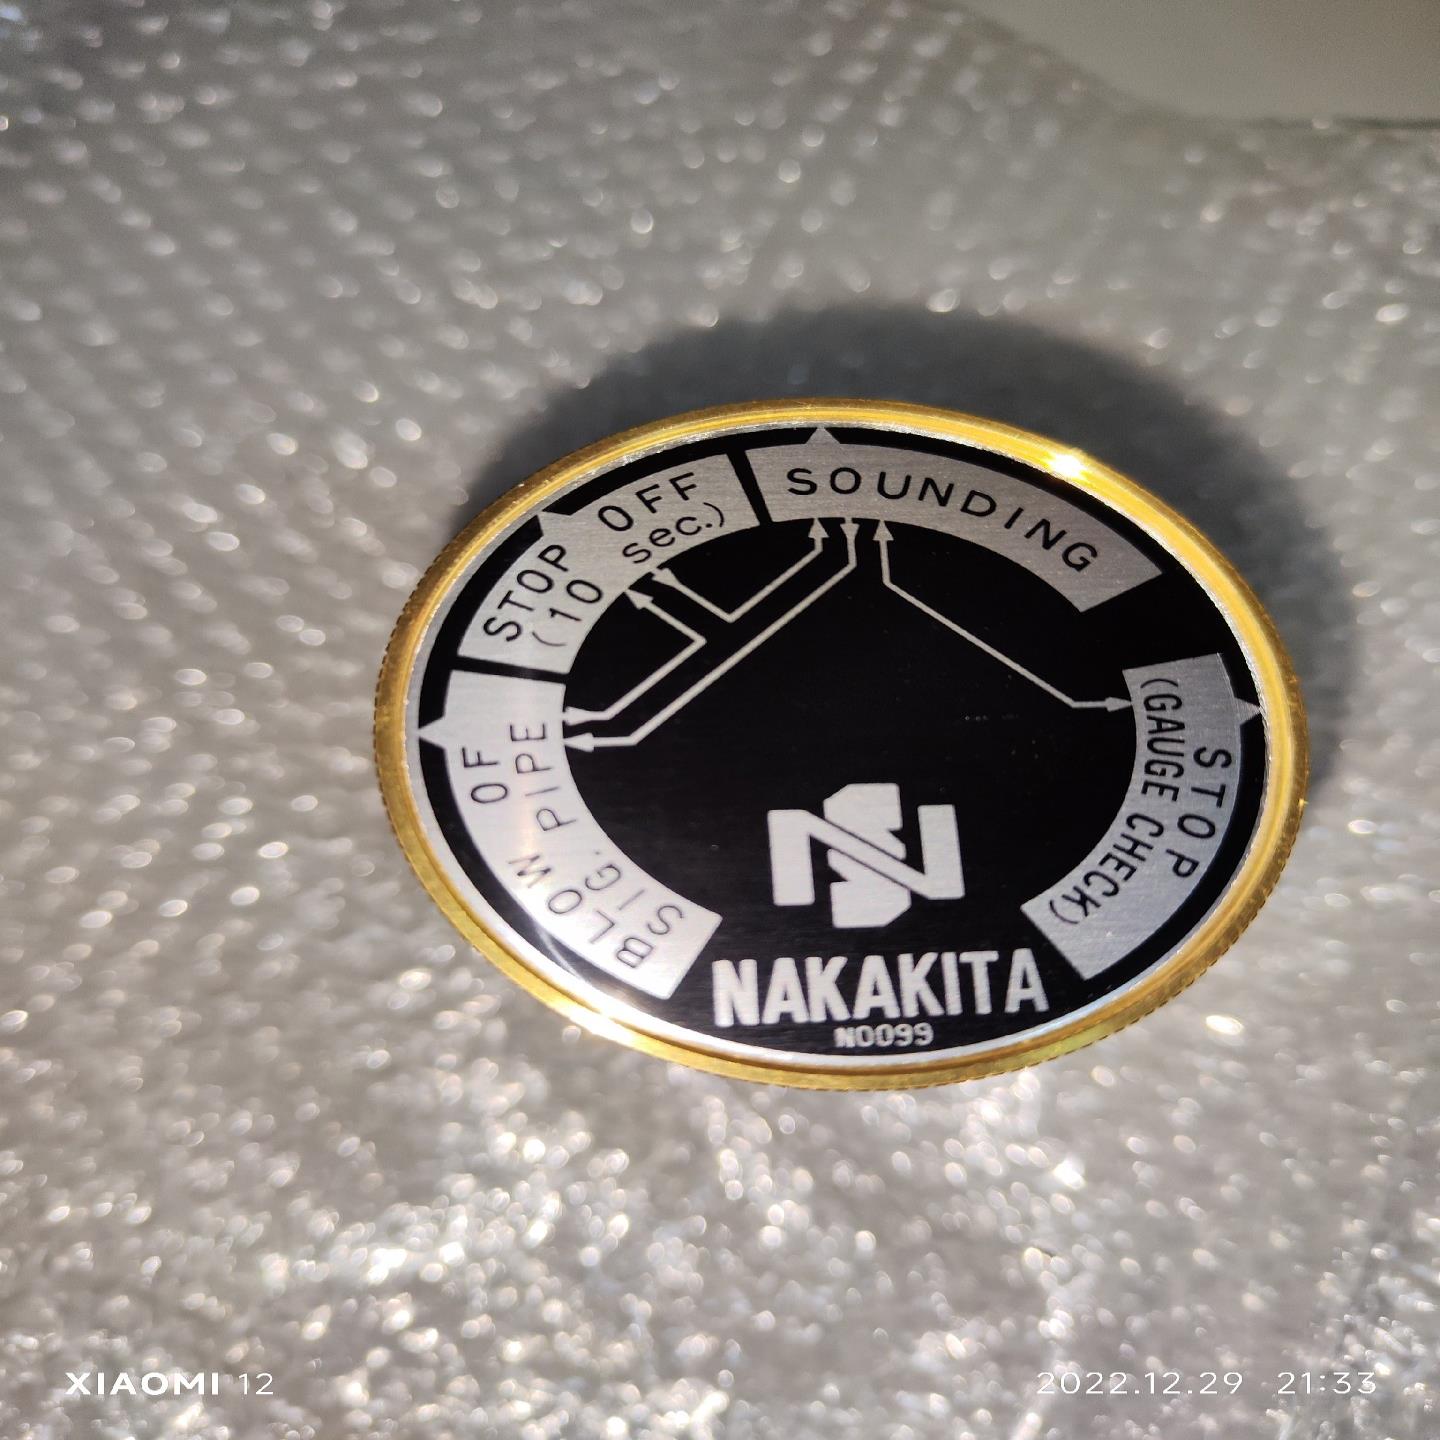 SOUNDING
STOP OFF
(10 sec.)
BLOW OF
SIG. PIPE
STOP
(GAUGE CHECK)
NAKAKITA
N0099
XIAOMI 12
2022.12.29 21:33